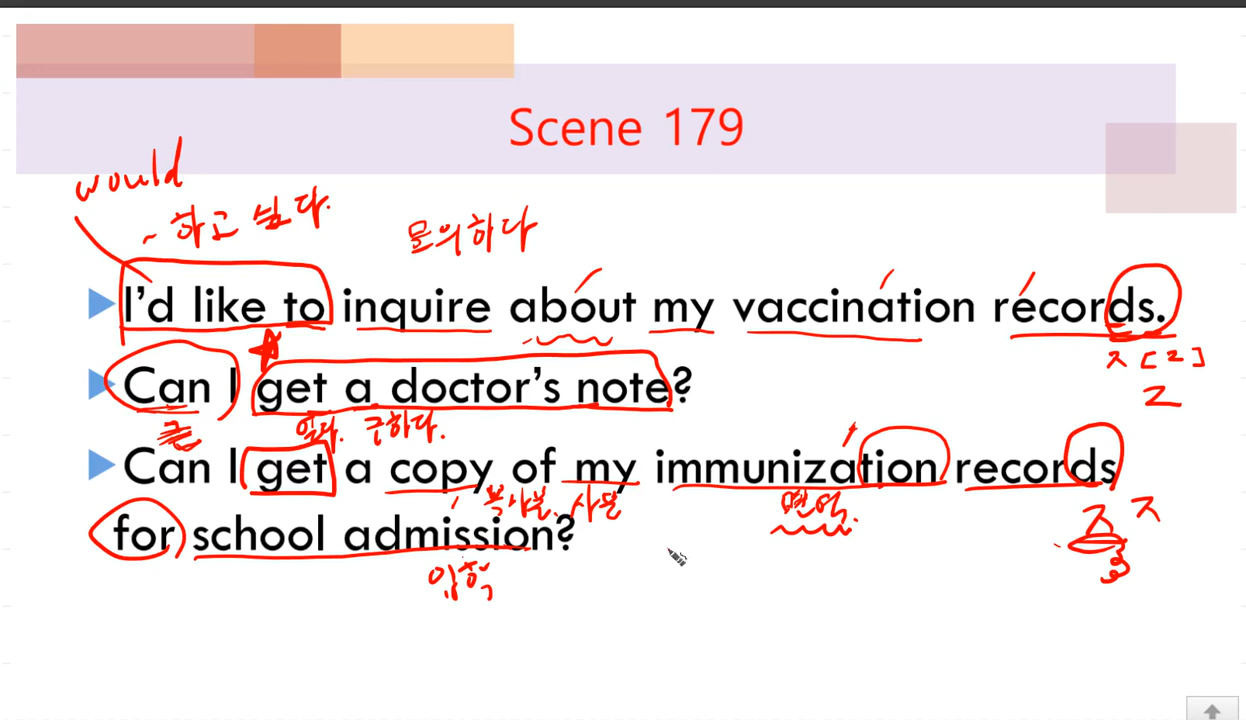 Scene 179
would
~ 하고 싶다.
문의하다
I'd like to inquire about my vaccination records.
ㅈ [z]
Z
Can I get a doctor's note?
얻다. 구하다.
Can I get a copy of my immunization records
복사본. 사본
면역.
ㅈ ㅈ
for school admission?
입학